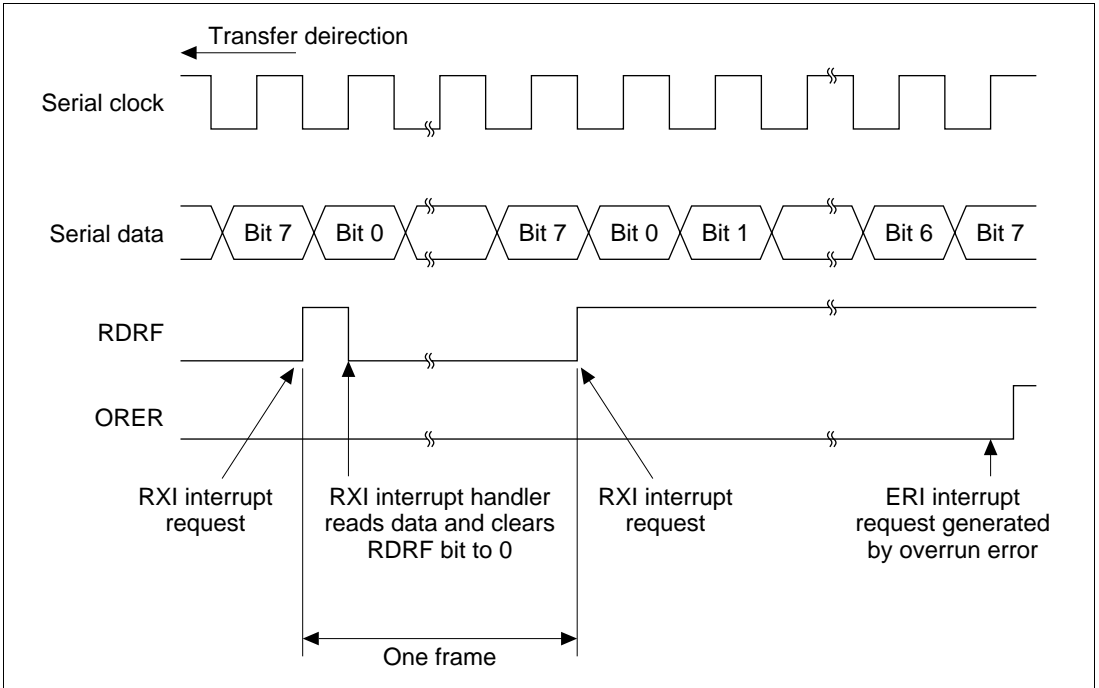 Transfer deirection
Serial clock
Serial data
Bit 7 Bit 0 Bit 7 Bit 0 Bit 1 Bit 6 Bit 7
RDRF
ORER
RXI interrupt
request
RXI interrupt handler
reads data and clears
RDRF bit to 0
RXI interrupt
request
ERI interrupt
request generated
by overrun error
One frame